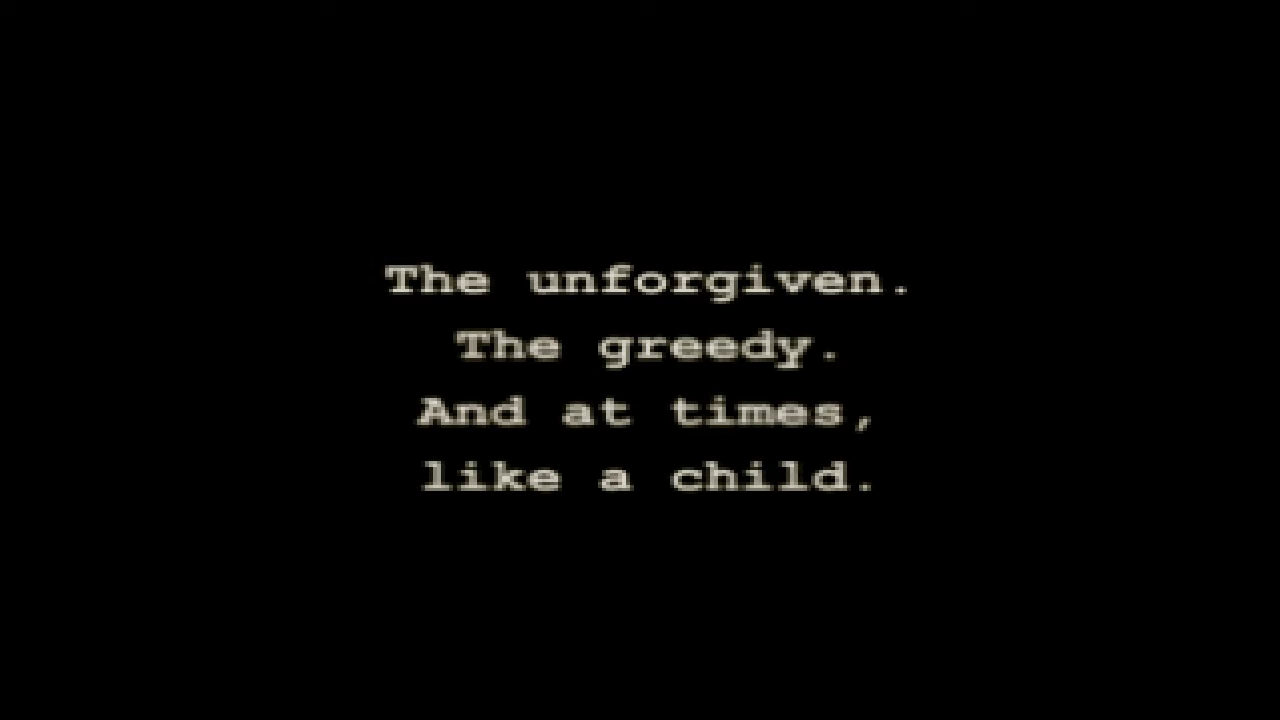 The unforgiven.
The greedy.
And at times,
like a child.